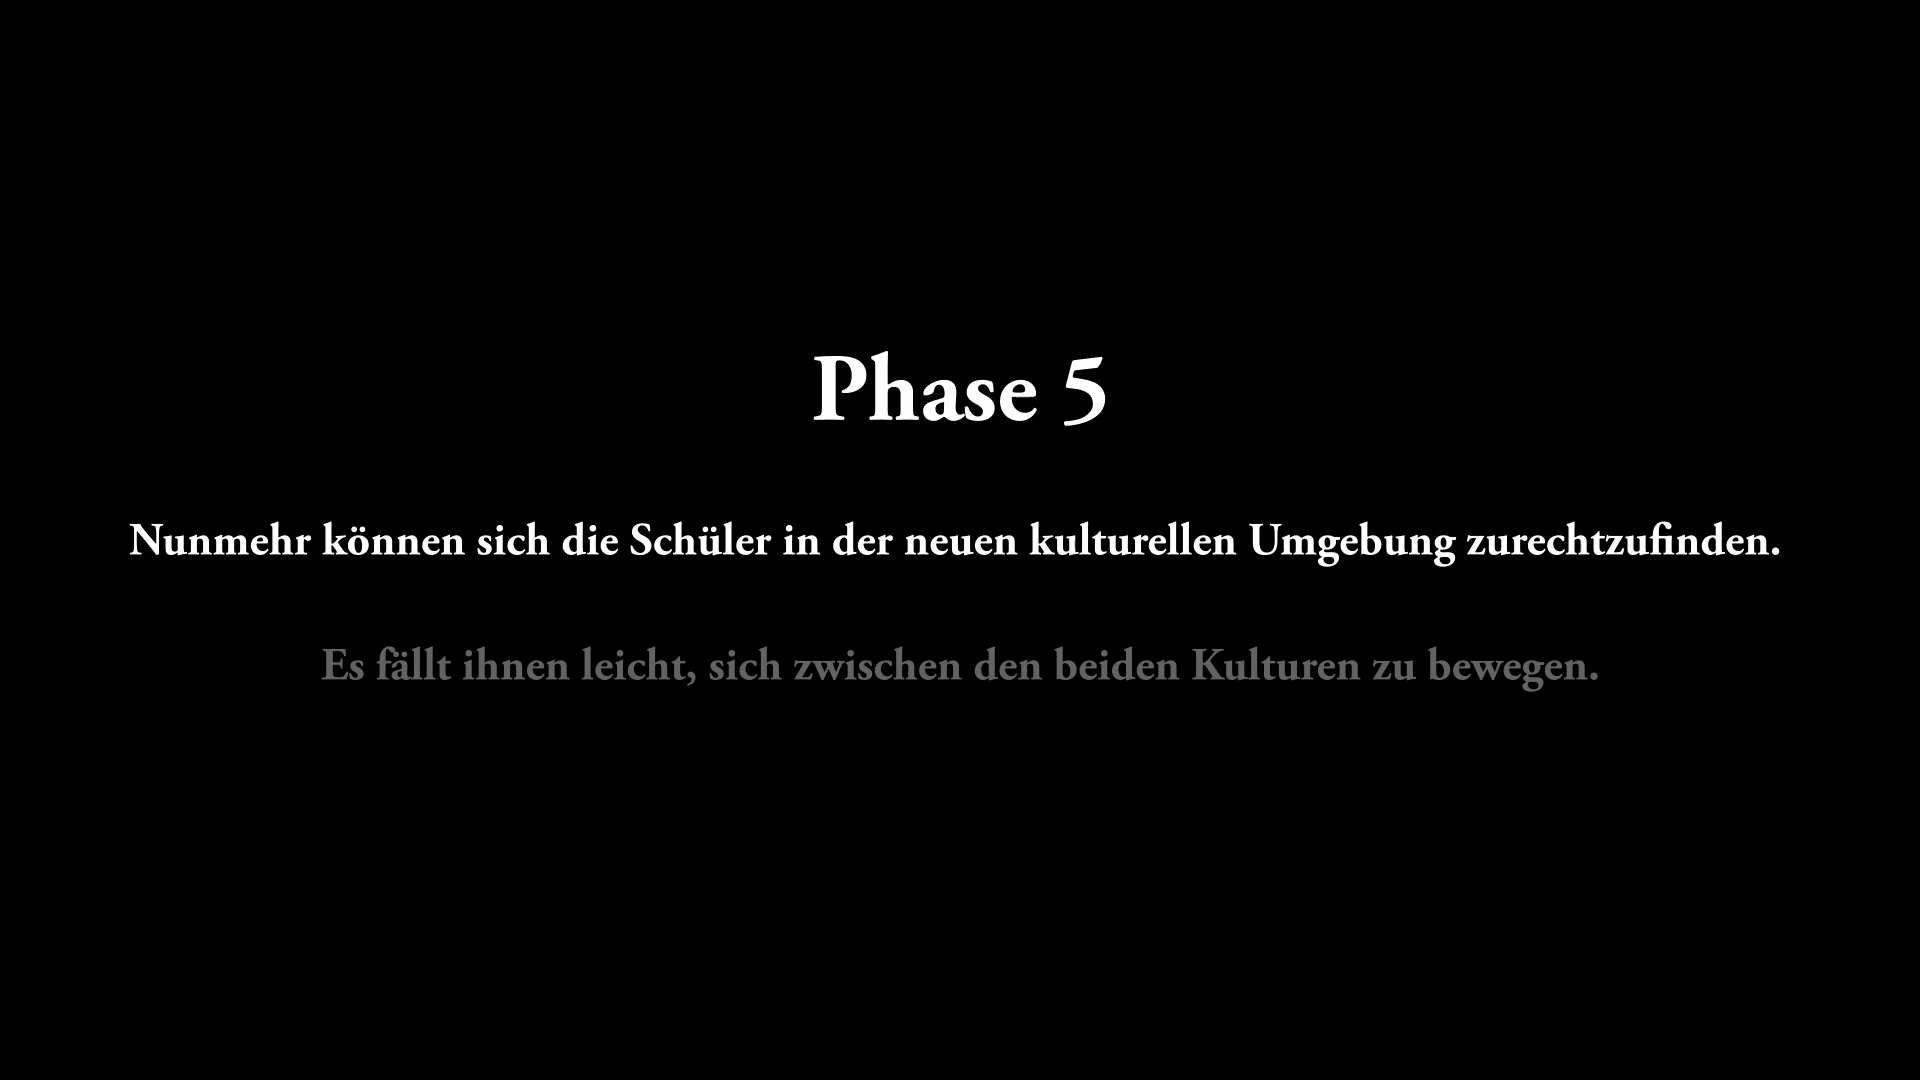 Phase 5
Nunmehr können sich die Schüler in der neuen kulturellen Umgebung zurechtzufinden.
Es fällt ihnen leicht, sich zwischen den beiden Kulturen zu bewegen.